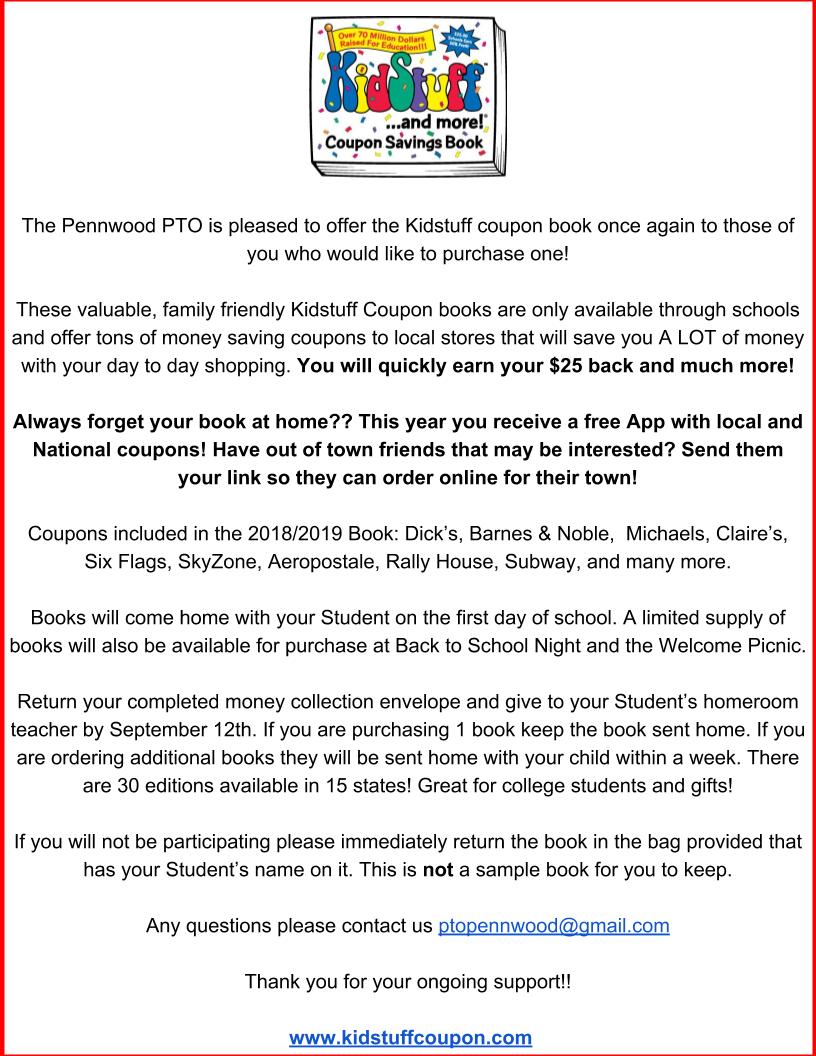 Over 70 Million Dollars
Raised For Education!!!
KidStuff™
...and more!®
Coupon Savings Book
The Pennwood PTO is pleased to offer the Kidstuff coupon book once again to those of
you who would like to purchase one!
These valuable, family friendly Kidstuff Coupon books are only available through schools
and offer tons of money saving coupons to local stores that will save you A LOT of money
with your day to day shopping. You will quickly earn your $25 back and much more!
Always forget your book at home?? This year you receive a free App with local and
National coupons! Have out of town friends that may be interested? Send them
your link so they can order online for their town!
Coupons included in the 2018/2019 Book: Dick's, Barnes & Noble,  Michaels, Claire's,
Six Flags, SkyZone, Aeropostale, Rally House, Subway, and many more.
Books will come home with your Student on the first day of school. A limited supply of
books will also be available for purchase at Back to School Night and the Welcome Picnic.
Return your completed money collection envelope and give to your Student's homeroom
teacher by September 12th. If you are purchasing 1 book keep the book sent home. If you
are ordering additional books they will be sent home with your child within a week. There
are 30 editions available in 15 states! Great for college students and gifts!
If you will not be participating please immediately return the book in the bag provided that
has your Student's name on it. This is not a sample book for you to keep.
Any questions please contact us ptopennwood@gmail.com
Thank you for your ongoing support!!
www.kidstuffcoupon.com